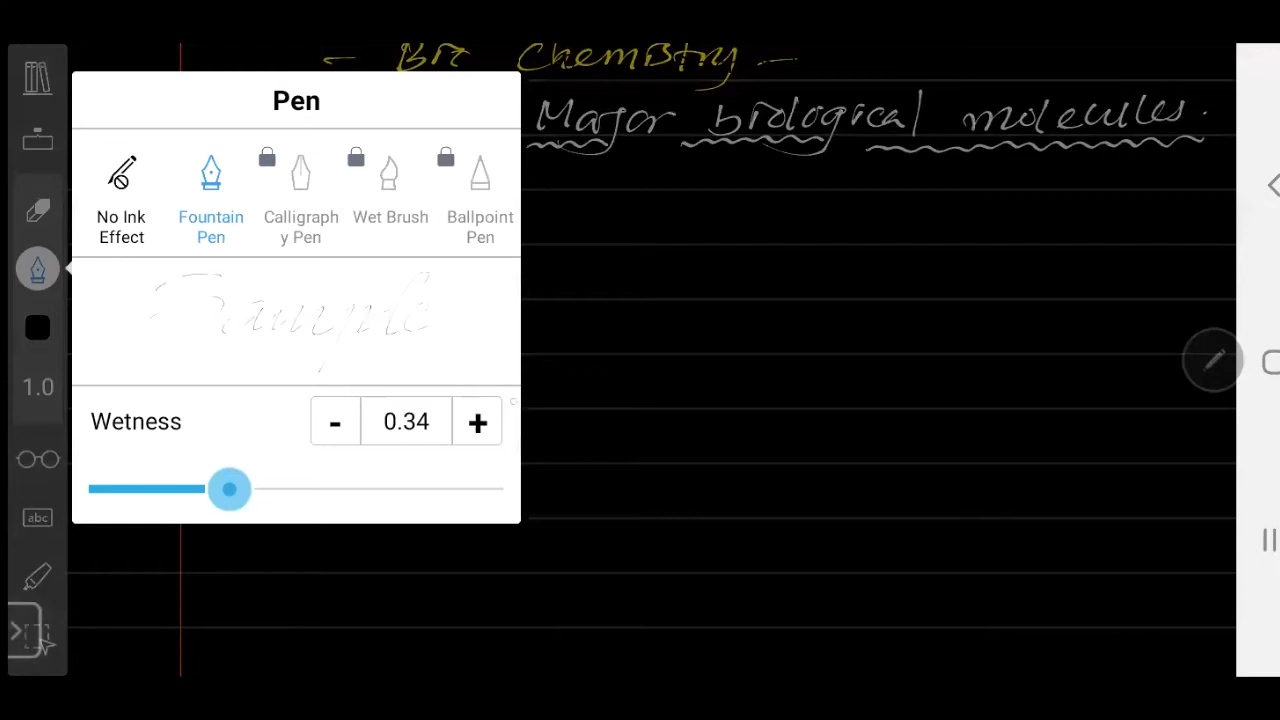 - Bio Chemistry -
Major biological molecules.
Pen
No Ink Effect
Fountain Pen
Calligraphy Pen
Wet Brush
Ballpoint Pen
Sample
1.0
Wetness
- 0.34 +
abc